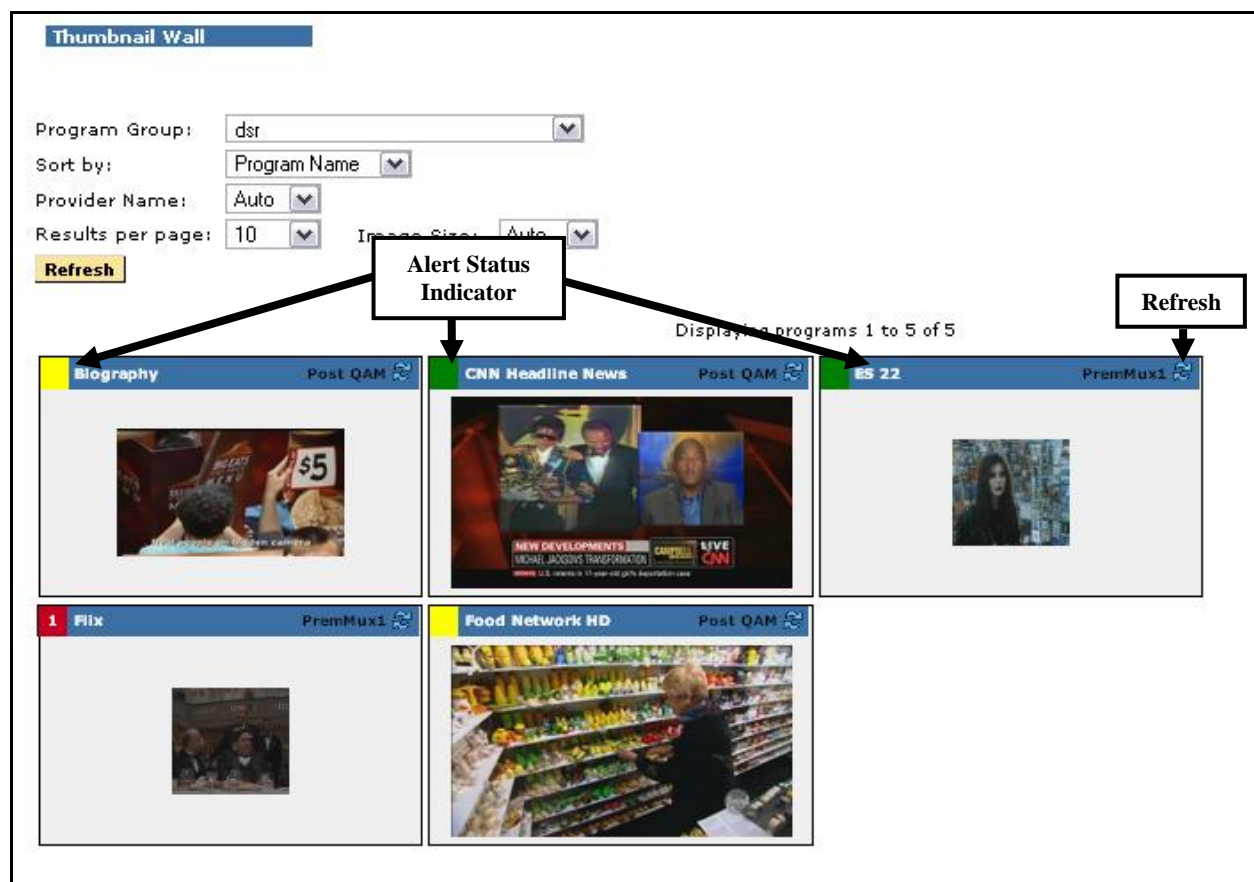 Thumbnail Wall
Program Group: dsr
Sort by: Program Name
Provider Name: Auto
Results per page: 10 Image Size: Auto
Refresh
Alert Status
Indicator
Refresh
Displaying programs 1 to 5 of 5
Biography Post QAM
CNN Headline News Post QAM
ES 22 PremMux1
$5
hidden camera
NEW DEVELOPMENTS
MICHAEL JACKSON'S TRANSFORMATION
CAMPBELL
LIVE
CNN
1 Flix PremMux1
Food Network HD Post QAM